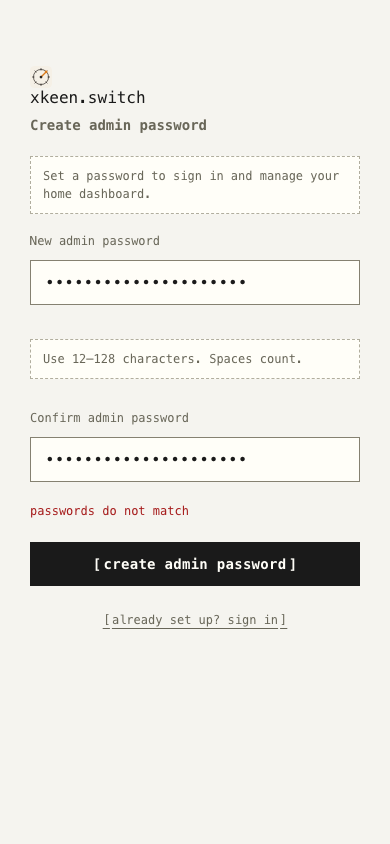 xkeen.switch
Create admin password
Set a password to sign in and manage your
home dashboard.
New admin password
•••••••••••••••••••••
Use 12–128 characters. Spaces count.
Confirm admin password
•••••••••••••••••••••
passwords do not match
[create admin password]
[already set up? sign in]